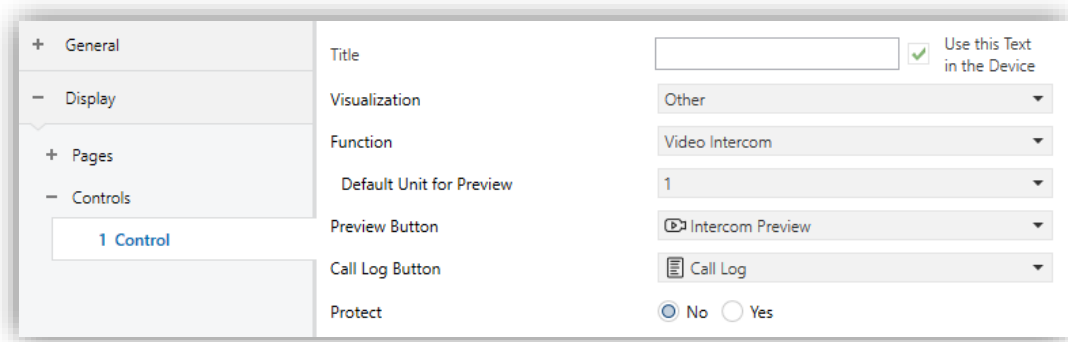 + General
− Display
+ Pages
− Controls
1 Control
Title
Use this Text
in the Device
Visualization Other
Function Video Intercom
Default Unit for Preview 1
Preview Button Intercom Preview
Call Log Button Call Log
Protect No Yes